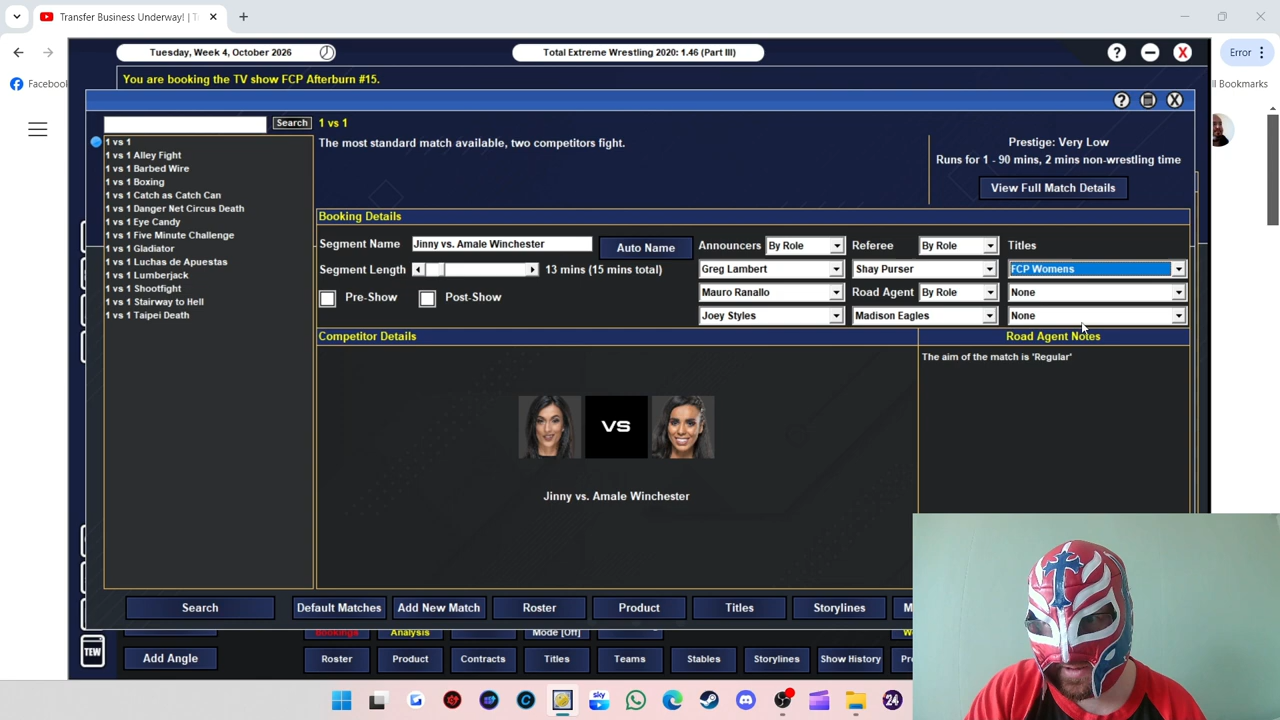 Transfer Business Underway! | T
Error
Facebook
ll Bookmarks
Tuesday, Week 4, October 2026
Total Extreme Wrestling 2020: 1.46 (Part III)
You are booking the TV show FCP Afterburn #15.
Search
1 vs 1
1 vs 1
1 vs 1 Alley Fight
1 vs 1 Barbed Wire
1 vs 1 Boxing
1 vs 1 Catch as Catch Can
1 vs 1 Danger Net Circus Death
1 vs 1 Eye Candy
1 vs 1 Five Minute Challenge
1 vs 1 Gladiator
1 vs 1 Luchas de Apuestas
1 vs 1 Lumberjack
1 vs 1 Shootfight
1 vs 1 Stairway to Hell
1 vs 1 Taipei Death
The most standard match available, two competitors fight.
Prestige: Very Low
Runs for 1 - 90 mins, 2 mins non-wrestling time
View Full Match Details
Booking Details
Segment Name Jinny vs. Amale Winchester Auto Name Announcers By Role Referee By Role Titles
Segment Length 13 mins (15 mins total) Greg Lambert Shay Purser FCP Womens
Pre-Show Post-Show Mauro Ranallo Road Agent By Role None
Joey Styles Madison Eagles None
Competitor Details
Road Agent Notes
The aim of the match is 'Regular'
VS
Jinny vs. Amale Winchester
Search Default Matches Add New Match Roster Product Titles Storylines M
Bookings Analysis Mode [Off]
TEW
Add Angle Roster Product Contracts Titles Teams Stables Storylines Show History Pr
sky
24